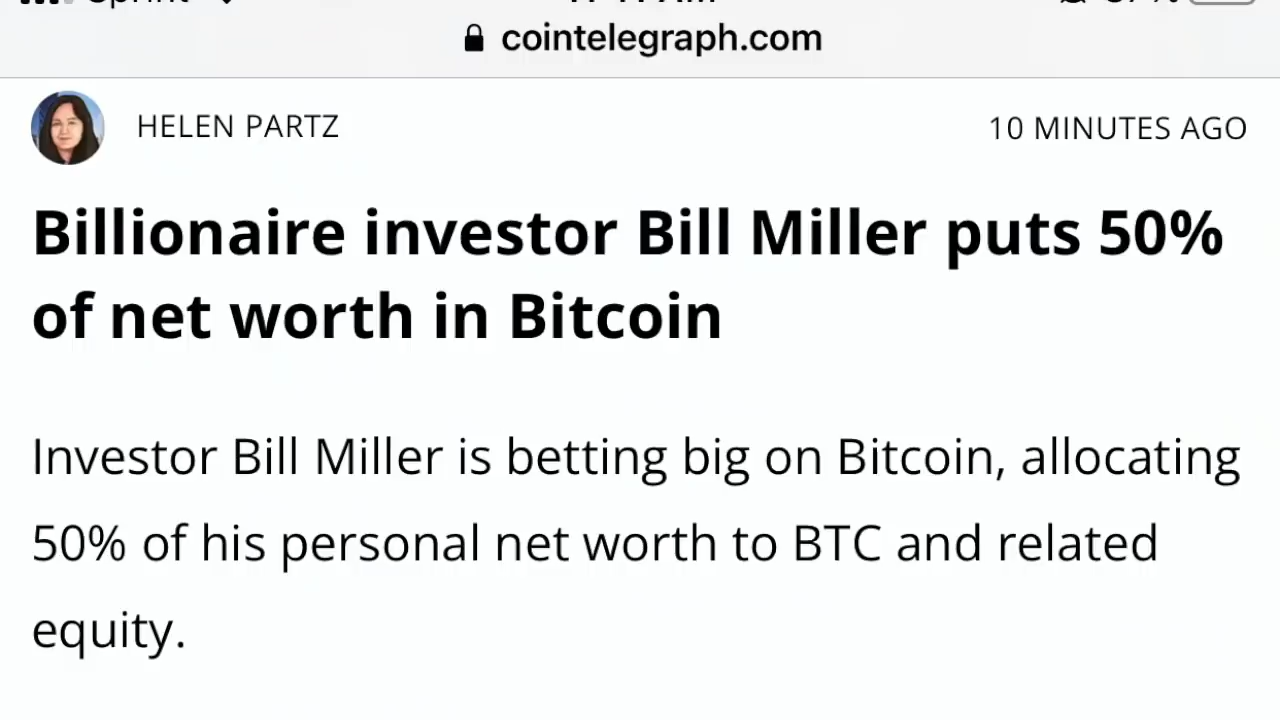 cointelegraph.com
HELEN PARTZ
10 MINUTES AGO
Billionaire investor Bill Miller puts 50%
of net worth in Bitcoin
Investor Bill Miller is betting big on Bitcoin, allocating
50% of his personal net worth to BTC and related
equity.